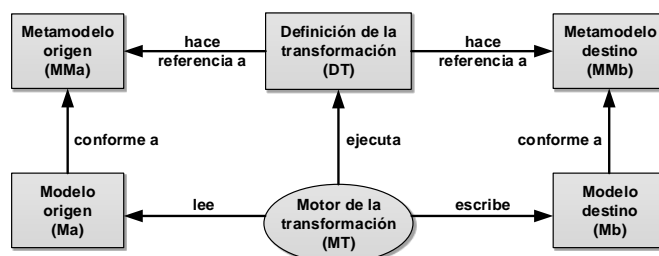 Metamodelo
origen
(MMa)
hace
referencia a
Definición de la
transformación
(DT)
hace
referencia a
Metamodelo
destino
(MMb)
conforme a
ejecuta
conforme a
Modelo
origen
(Ma)
lee
Motor de la
transformación
(MT)
escribe
Modelo
destino
(Mb)